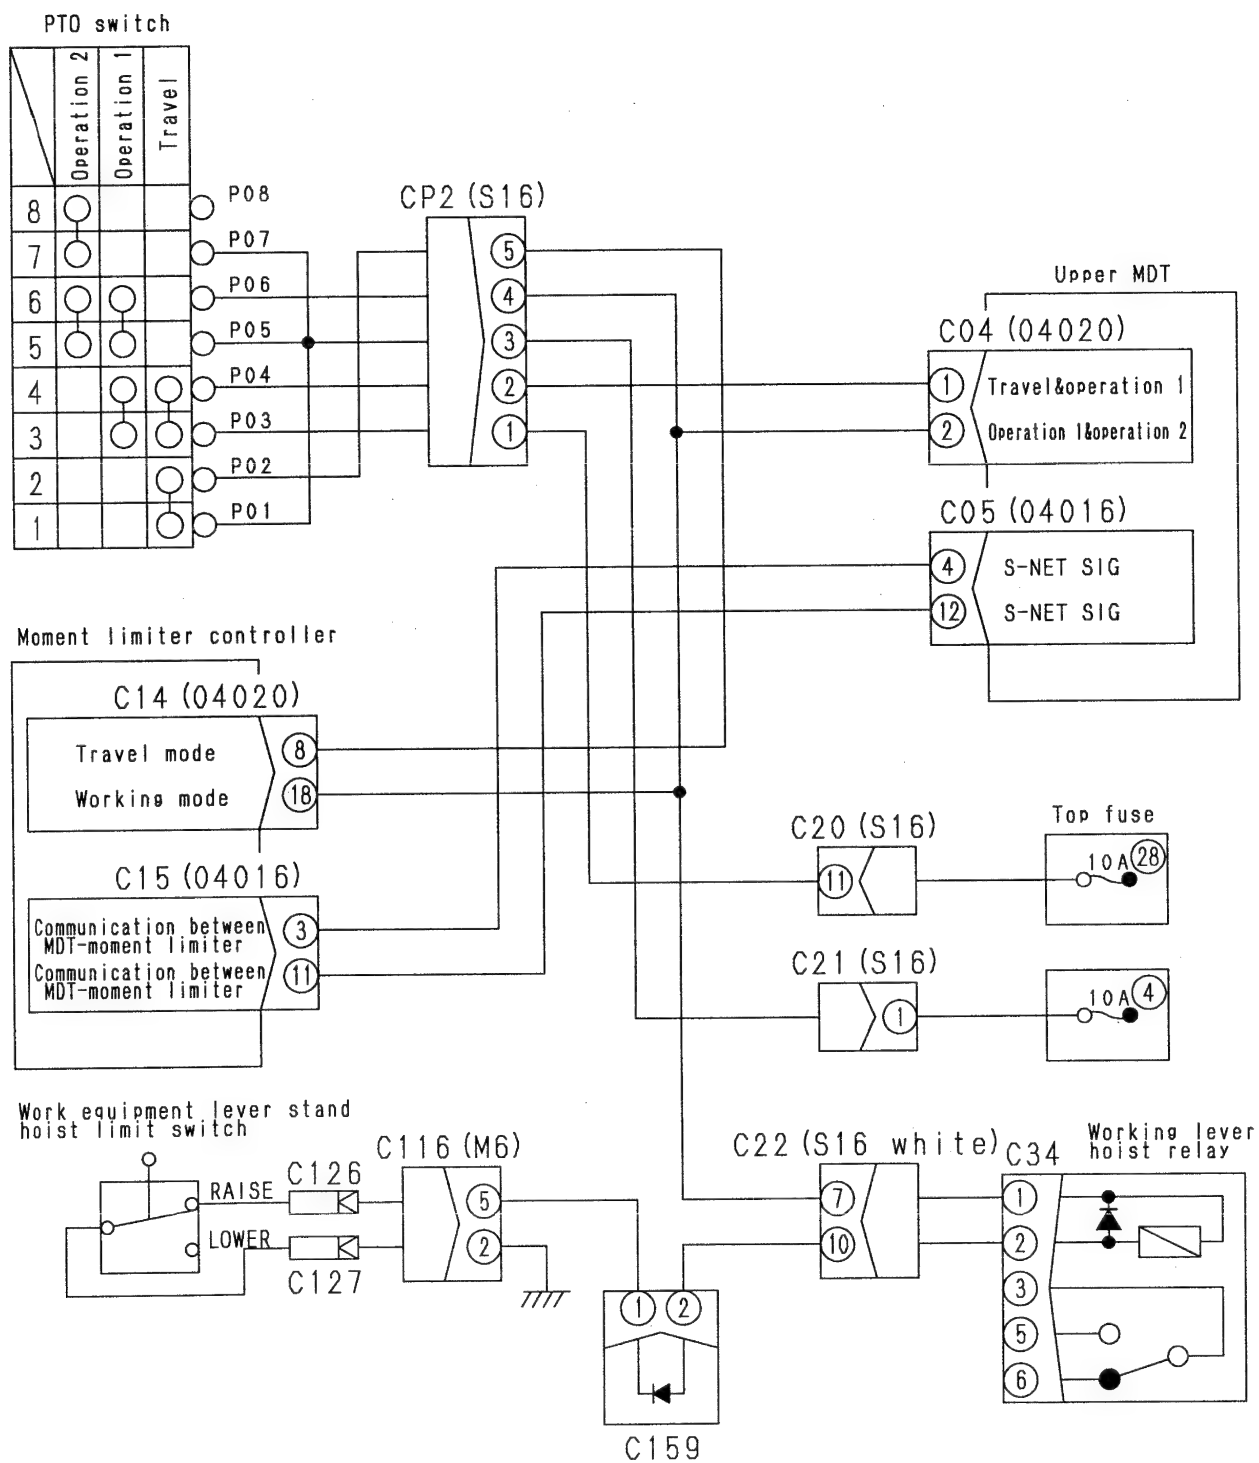 PTO switch
Operation 2
Operation 1
Travel
8
7
6
5
4
3
2
1
P08
P07
P06
P05
P04
P03
P02
P01
CP2 (S16)
5
4
3
2
1
Upper MDT
C04 (04020)
1 Travel&operation 1
2 Operation 1&operation 2
C05 (04016)
4 S-NET SIG
12 S-NET SIG
Moment limiter controller
C14 (04020)
Travel mode 8
Working mode 18
C15 (04016)
Communication between
MDT-moment limiter
3
Communication between
MDT-moment limiter
11
C20 (S16)
11
Top fuse
10A 28
C21 (S16)
1
10A 4
Work equipment lever stand
hoist limit switch
RAISE
LOWER
C126
C127
C116 (M6)
5
2
1 2
C159
C22 (S16 white)
7
10
C34
Working lever
hoist relay
1
2
3
5
6